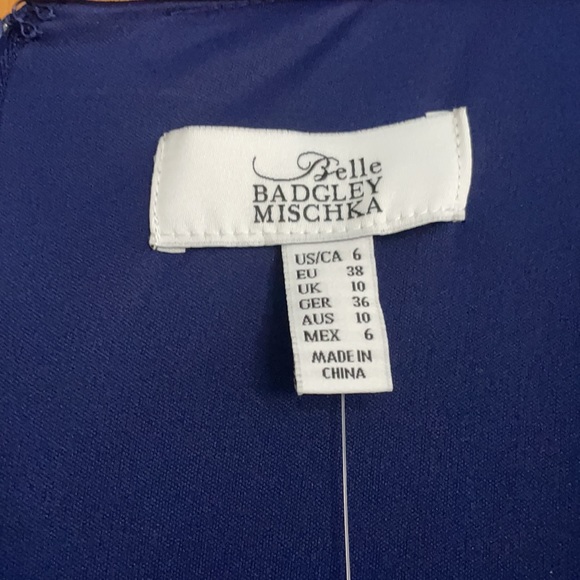 Belle
BADGLEY
MISCHKA
US/CA 6
EU 38
UK 10
GER 36
AUS 10
MEX 6
MADE IN
CHINA